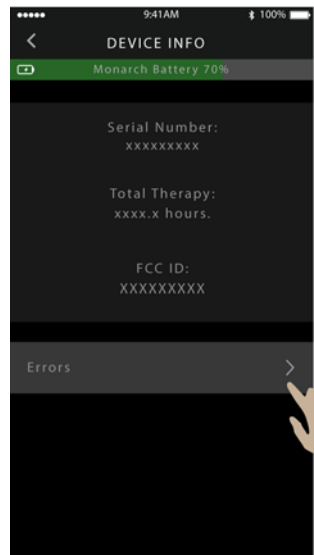 9:41AM
100%
DEVICE INFO
Monarch Battery 70%
Serial Number:
xxxxxxxxx
Total Therapy:
xxxx.x hours.
FCC ID:
XXXXXXXXX
Errors